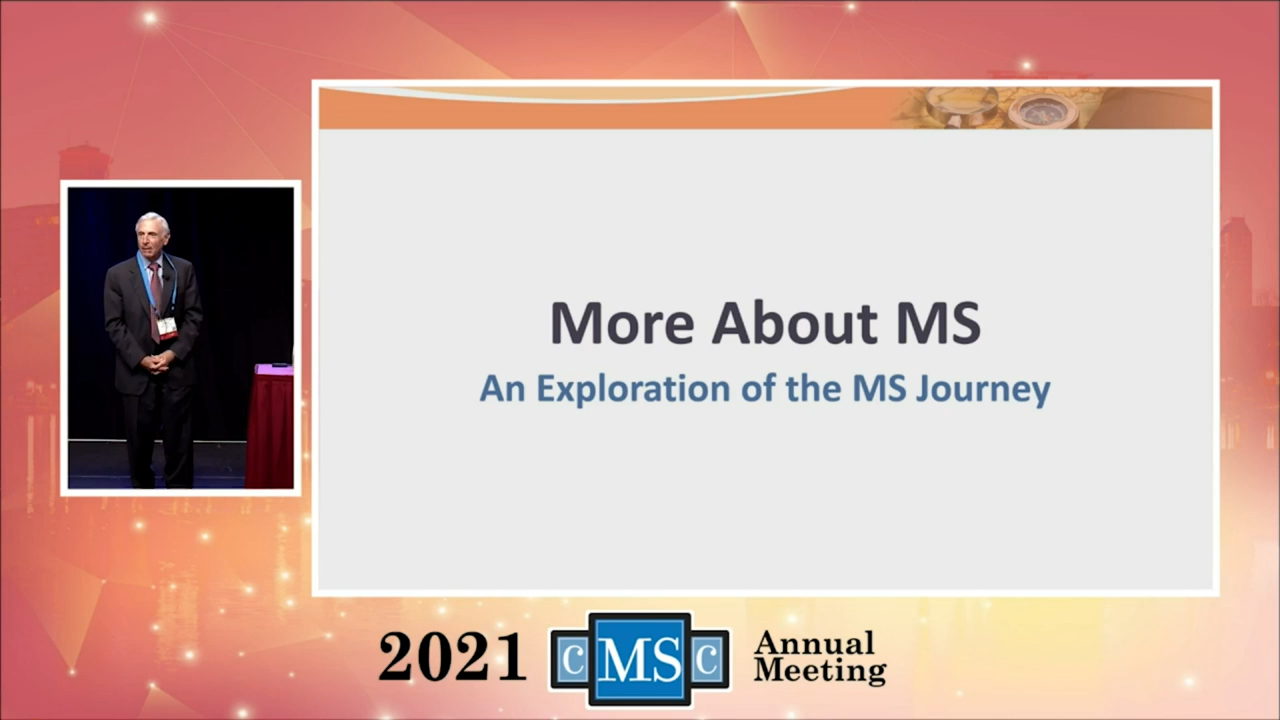 More About MS
An Exploration of the MS Journey
2021 CMSC Annual
Meeting